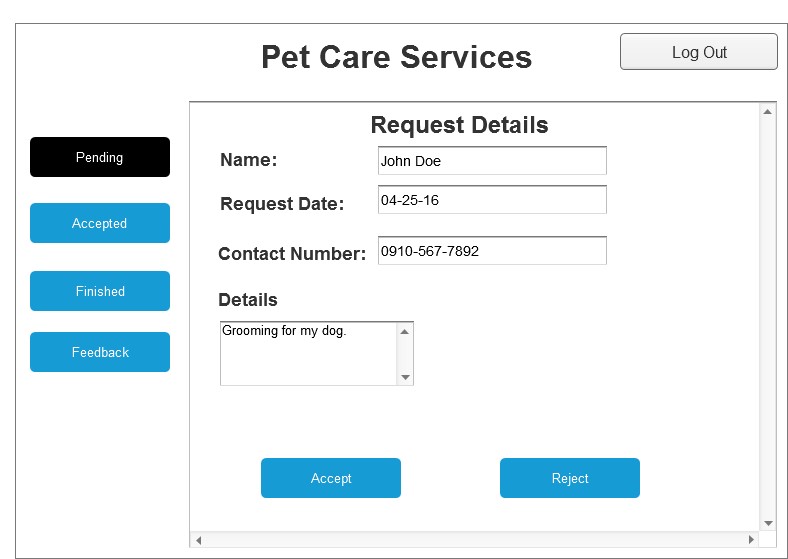 Pet Care Services
Log Out
Pending
Accepted
Finished
Feedback
Request Details
Name:
John Doe
Request Date:
04-25-16
Contact Number:
0910-567-7892
Details
Grooming for my dog.
Accept
Reject